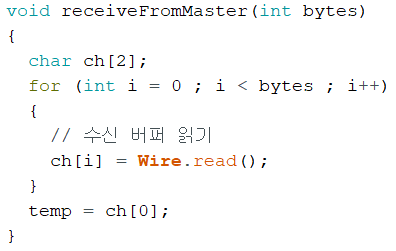 void receiveFromMaster(int bytes)
{
  char ch[2];
  for (int i = 0 ; i < bytes ; i++)
  {
    // 수신 버퍼 읽기
    ch[i] = Wire.read();
  }
  temp = ch[0];
}